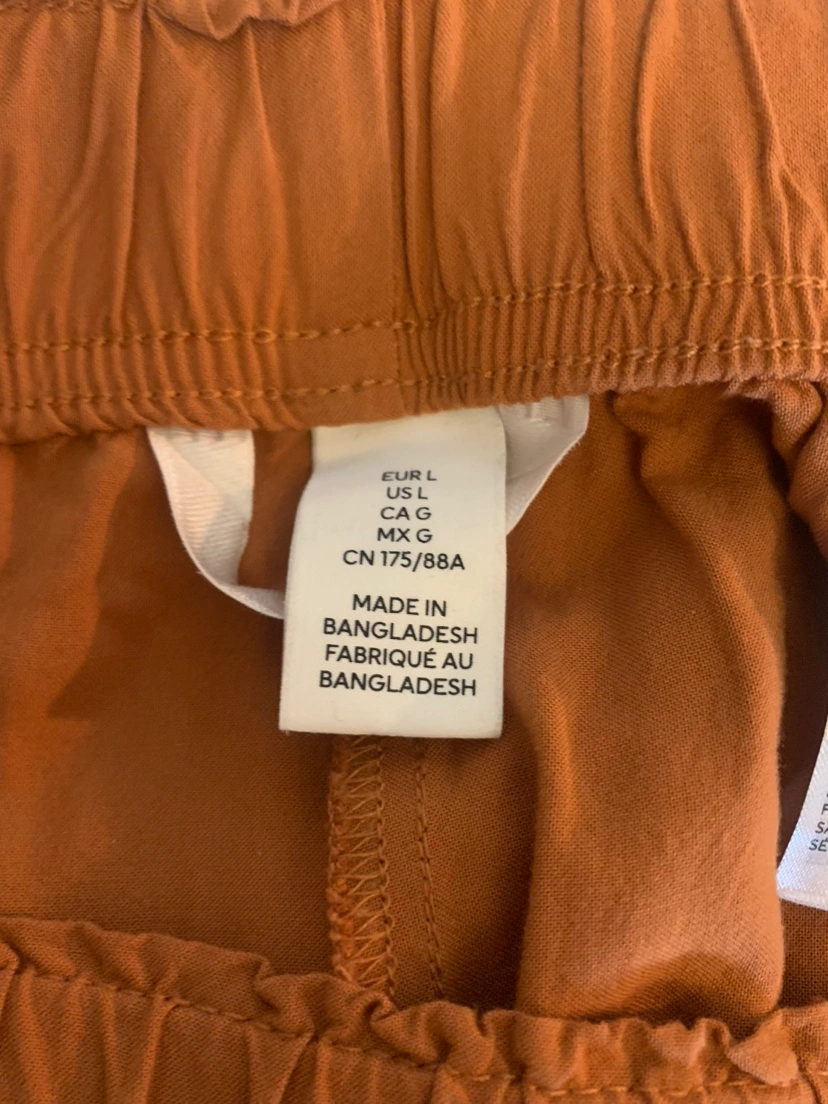 EUR L
US L
CA G
MX G
CN 175/88A
MADE IN
BANGLADESH
FABRIQUÉ AU
BANGLADESH